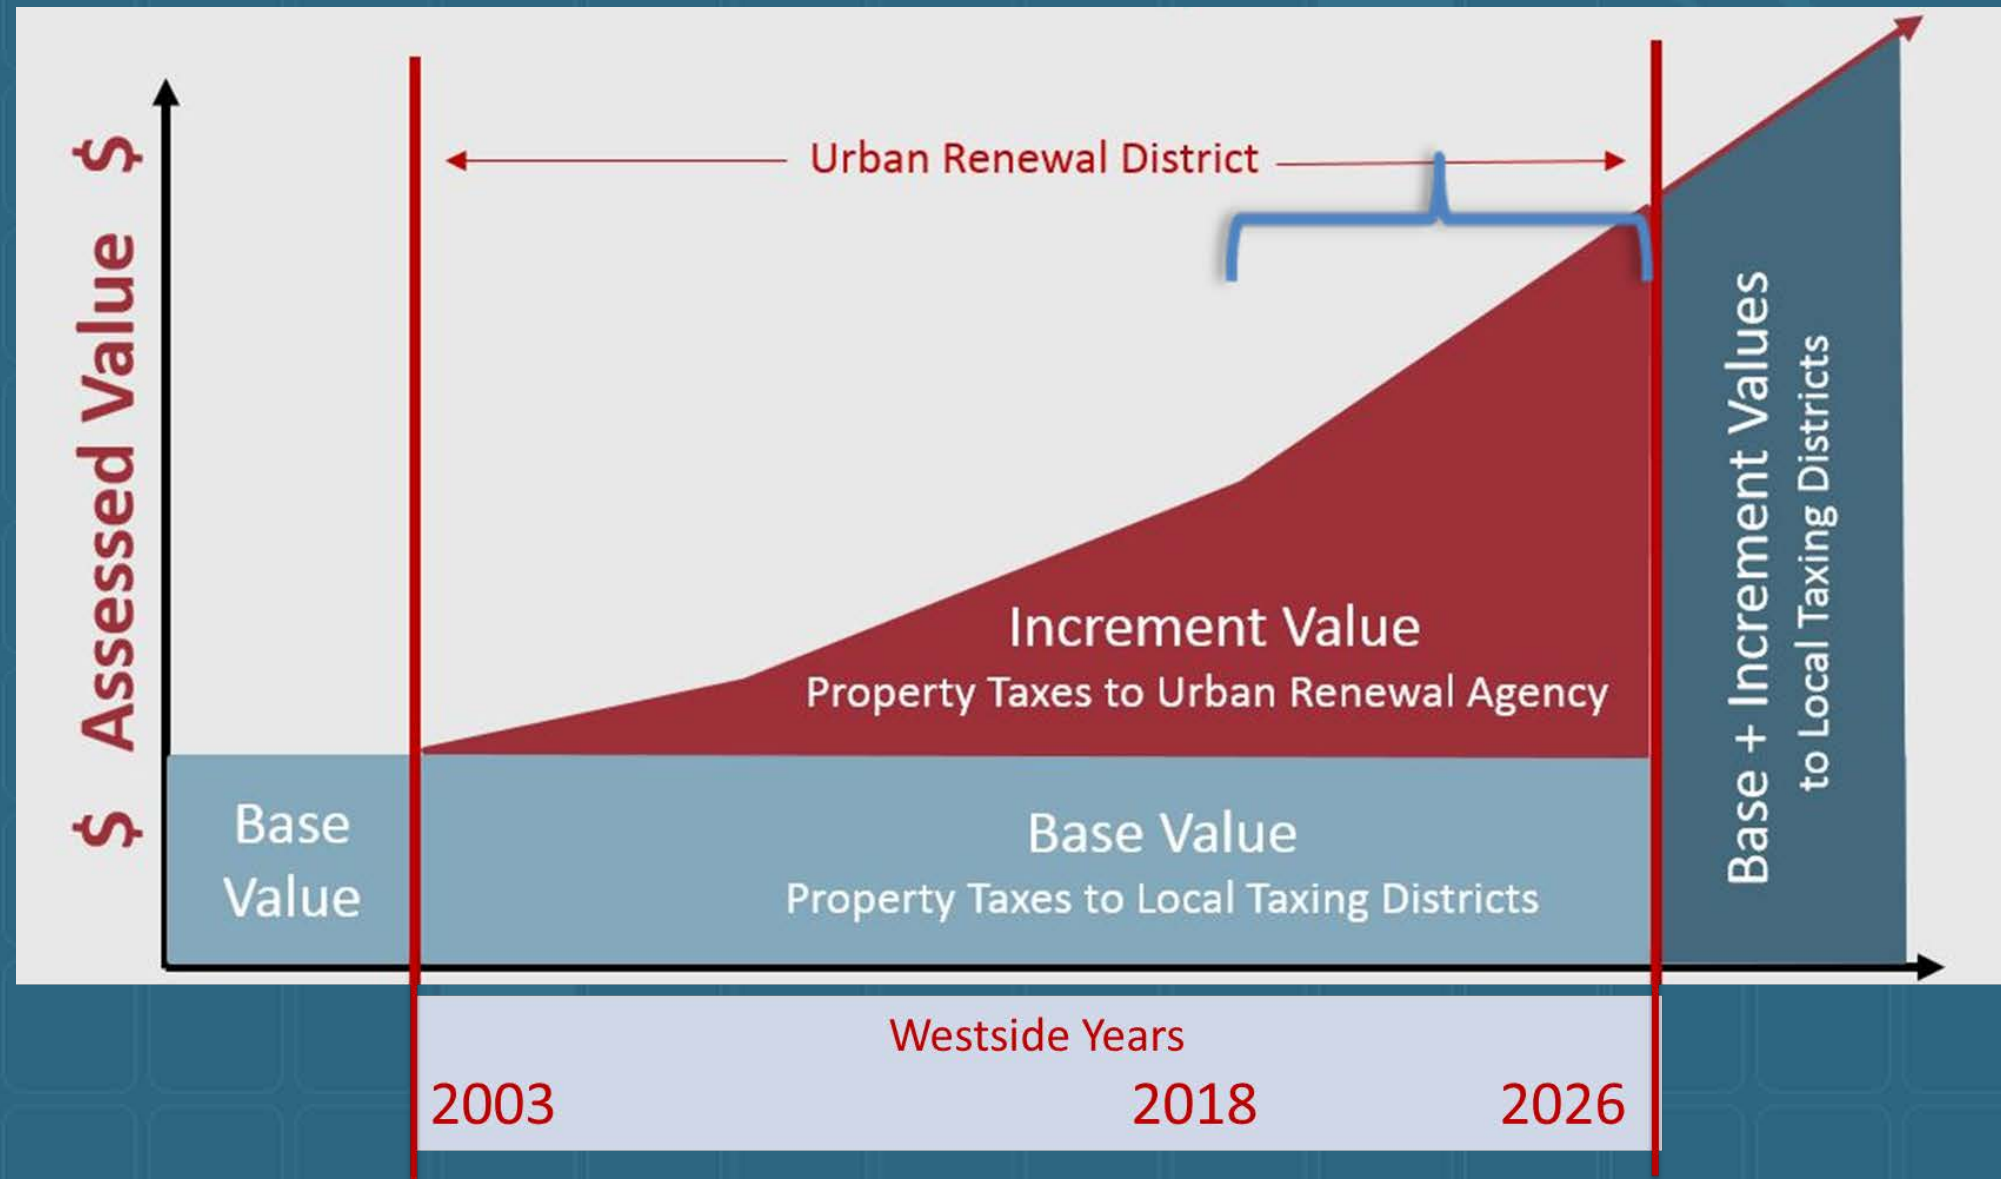 $ Assessed Value $
Urban Renewal District
Increment Value
Property Taxes to Urban Renewal Agency
Base
Value
Base Value
Property Taxes to Local Taxing Districts
Base + Increment Values
to Local Taxing Districts
Westside Years
2003 2018 2026